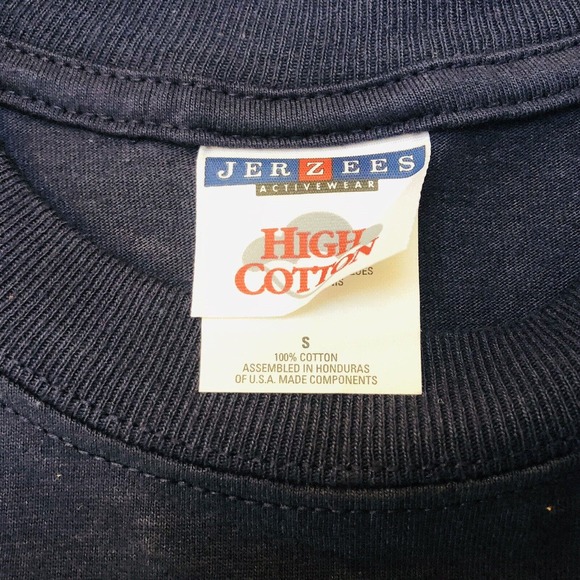 JERZEES
ACTIVEWEAR
HIGH
COTTON
S
100% COTTON
ASSEMBLED IN HONDURAS
OF U.S.A. MADE COMPONENTS